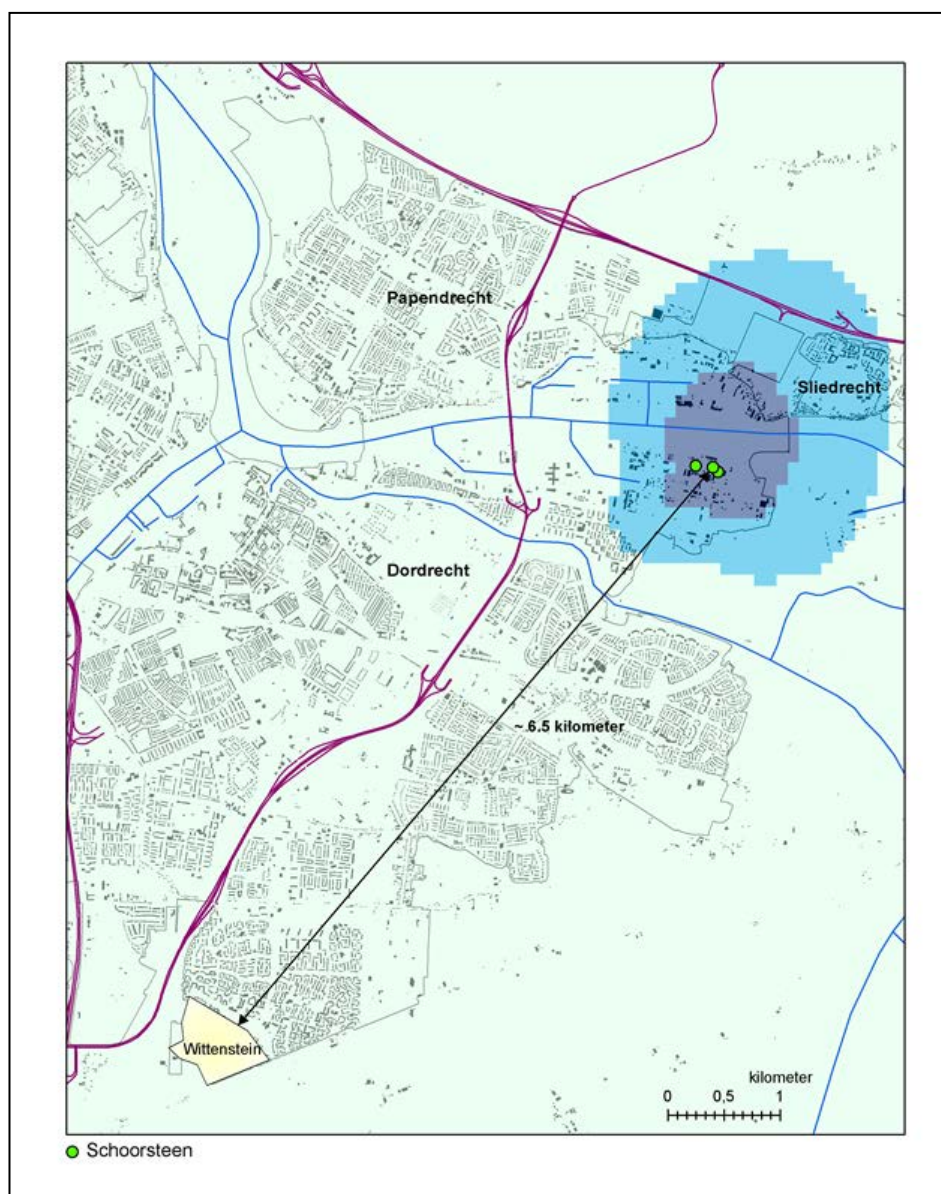 Papendrecht
Sliedrecht
Dordrecht
~ 6.5 kilometer
Wittenstein
kilometer
0 0,5 1
Schoorsteen